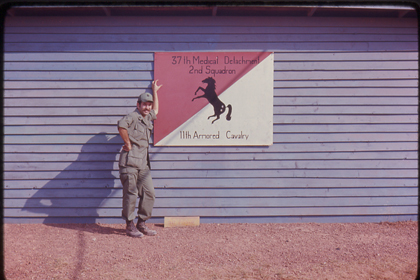 37th Medical Detachment
2nd Squadron
11th Armored Cavalry